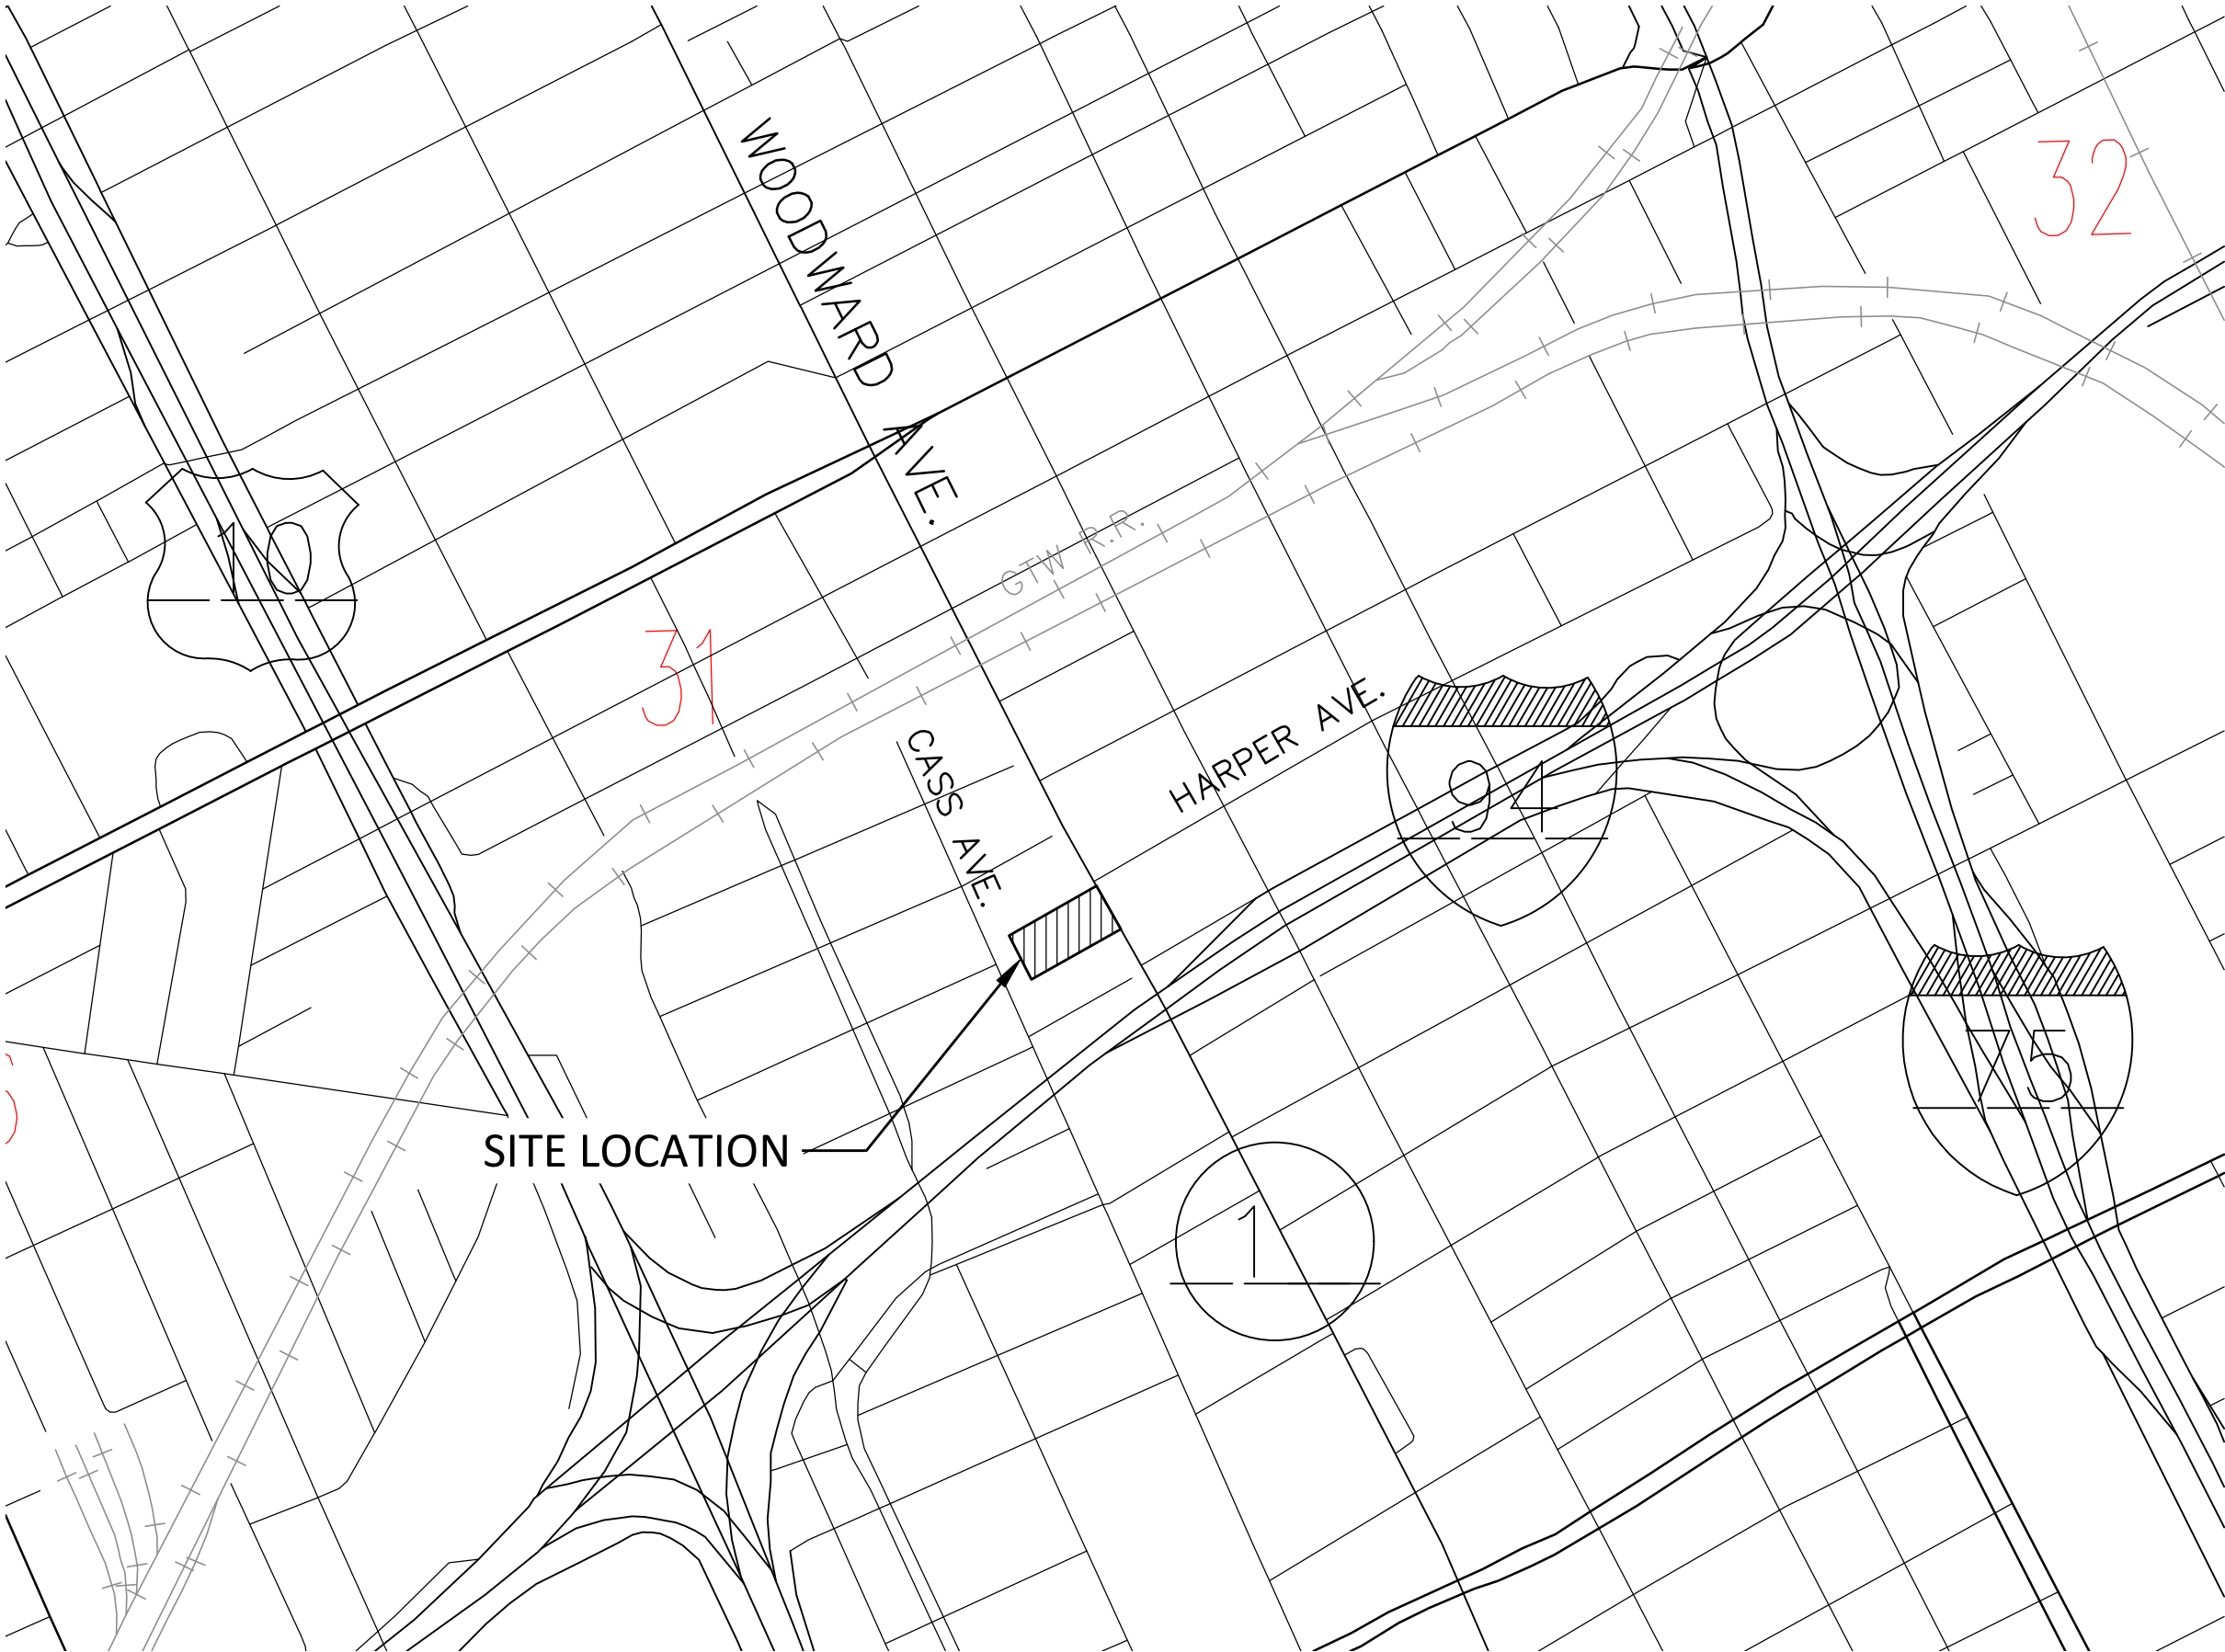 WOODWARD AVE.
32
10
GTW R.R.
31
HARPER AVE.
CASS AVE.
94
75
SITE LOCATION
1